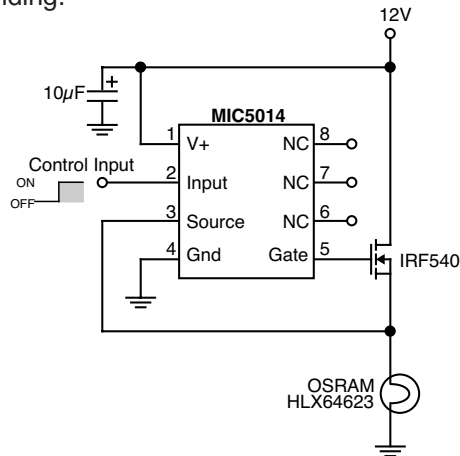 nding.
12V
+
10µF
MIC5014
1 V+ NC 8
Control Input
ON
OFF
2 Input NC 7
3 Source NC 6
4 Gnd Gate 5
IRF540
OSRAM
HLX64623